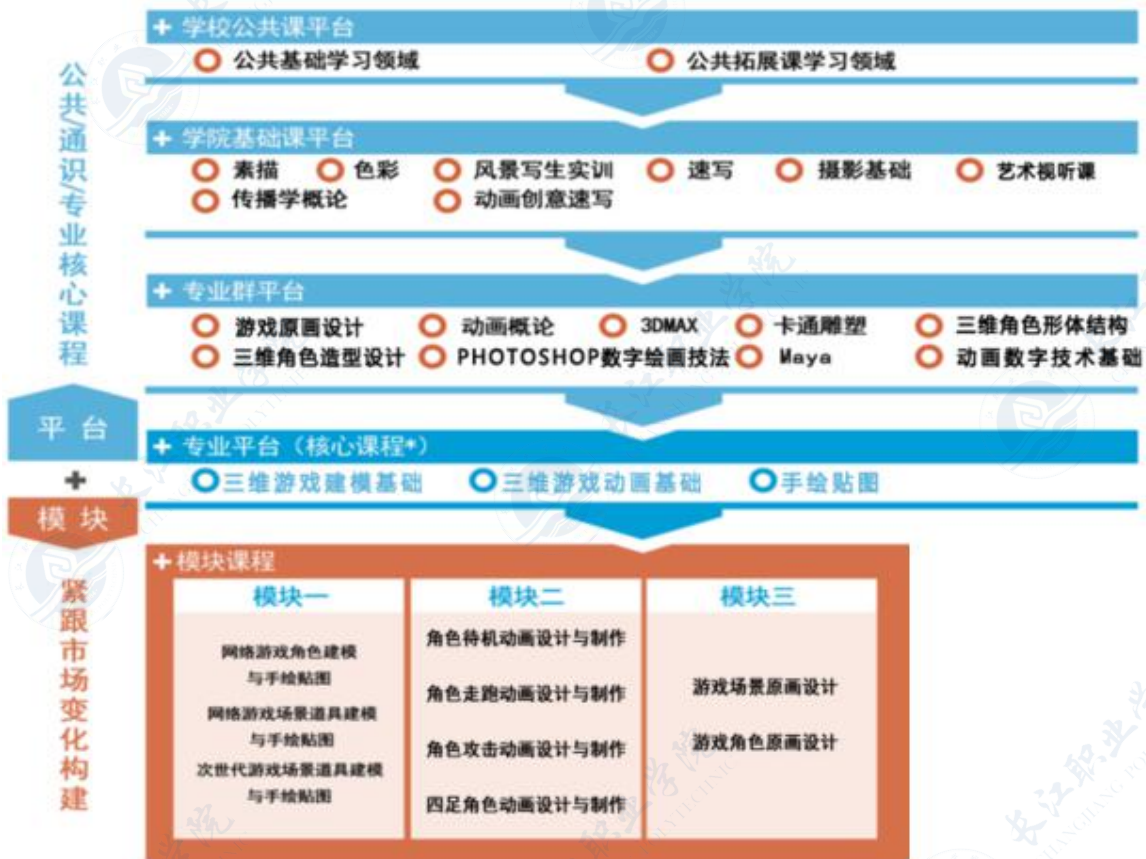 公共/通识/专业核心课程
平台
+
模块
紧跟市场变化构建
+ 学校公共课平台
公共基础学习领域 公共拓展课学习领域
+ 学院基础课平台
素描 色彩 风景写生实训 速写 摄影基础 艺术视听课
传播学概论 动画创意速写
+ 专业群平台
游戏原画设计 动画概论 3DMAX 卡通雕塑 三维角色形体结构
三维角色造型设计 PHOTOSHOP数字绘画技法 Maya 动画数字技术基础
+ 专业平台（核心课程*）
三维游戏建模基础 三维游戏动画基础 手绘贴图
+模块课程
模块一
网络游戏角色建模
与手绘贴图
网络游戏场景道具建模
与手绘贴图
次世代游戏场景道具建模
与手绘贴图
模块二
角色待机动画设计与制作
角色走跑动画设计与制作
角色攻击动画设计与制作
四足角色动画设计与制作
模块三
游戏场景原画设计
游戏角色原画设计
长江职业学院